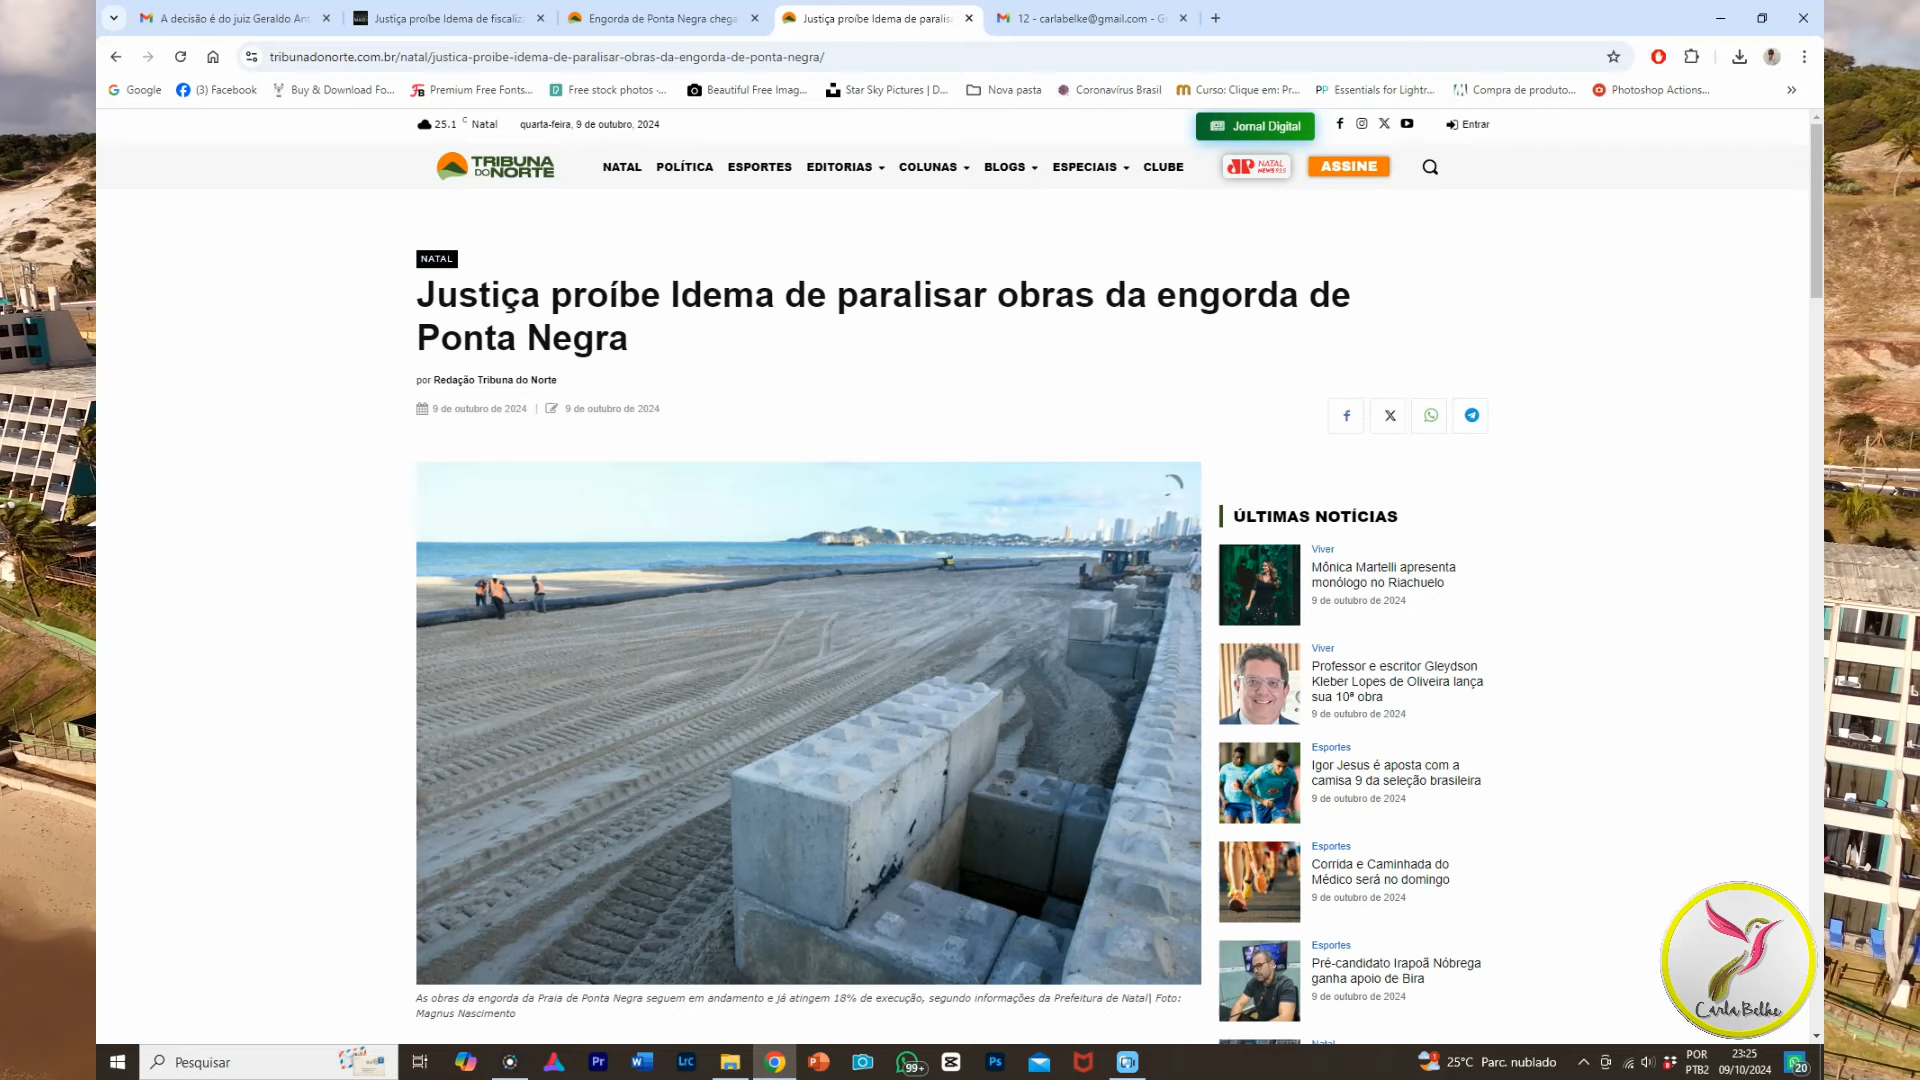 A decisão é do juiz Geraldo Ant
Justiça proíbe Idema de fiscaliz
Engorda de Ponta Negra chega
Justiça proíbe Idema de paralis
12 - carlabelke@gmail.com - G
tribunadonorte.com.br/natal/justica-proibe-idema-de-paralisar-obras-da-engorda-de-ponta-negra/
Google
(3) Facebook
Buy & Download Fo...
Premium Free Fonts...
Free stock photos -...
Beautiful Free Imag...
Star Sky Pictures | D...
Nova pasta
Coronavírus Brasil
Curso: Clique em: Pr...
Essentials for Lightr...
Compra de produto...
Photoshop Actions...
25.1 C Natal
quarta-feira, 9 de outubro, 2024
Jornal Digital
Entrar
TRIBUNA DO NORTE
NATAL
POLÍTICA
ESPORTES
EDITORIAS
COLUNAS
BLOGS
ESPECIAIS
CLUBE
JP NATAL NEWS 93.5
ASSINE
NATAL
Justiça proíbe Idema de paralisar obras da engorda de
Ponta Negra
por Redação Tribuna do Norte
9 de outubro de 2024 | 9 de outubro de 2024
ÚLTIMAS NOTÍCIAS
Viver
Mônica Martelli apresenta
monólogo no Riachuelo
9 de outubro de 2024
Viver
Professor e escritor Gleydson
Kleber Lopes de Oliveira lança
sua 10ª obra
9 de outubro de 2024
Esportes
Igor Jesus é aposta com a
camisa 9 da seleção brasileira
9 de outubro de 2024
Esportes
Corrida e Caminhada do
Médico será no domingo
9 de outubro de 2024
Esportes
Pré-candidato Irapoã Nóbrega
ganha apoio de Bira
9 de outubro de 2024
Natal
As obras da engorda da Praia de Ponta Negra seguem em andamento e já atingem 18% de execução, segundo informações da Prefeitura de Natal| Foto:
Magnus Nascimento
Carla Belke
Pesquisar
Pr
W
Lrc
P
99+
Ps
25°C Parc. nublado
POR
PTB2
23:25
09/10/2024
20